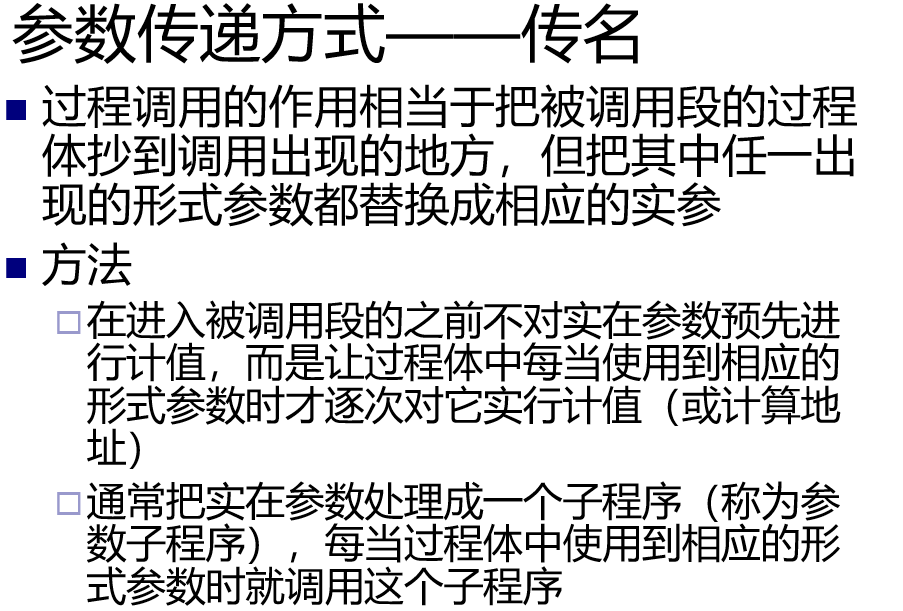 参数传递方式——传名
过程调用的作用相当于把被调用段的过程
体抄到调用出现的地方，但把其中任一出
现的形式参数都替换成相应的实参
方法
在进入被调用段的之前不对实在参数预先进
行计值，而是让过程体中每当使用到相应的
形式参数时才逐次对它实行计值（或计算地
址）
通常把实在参数处理成一个子程序（称为参
数子程序），每当过程体中使用到相应的形
式参数时就调用这个子程序